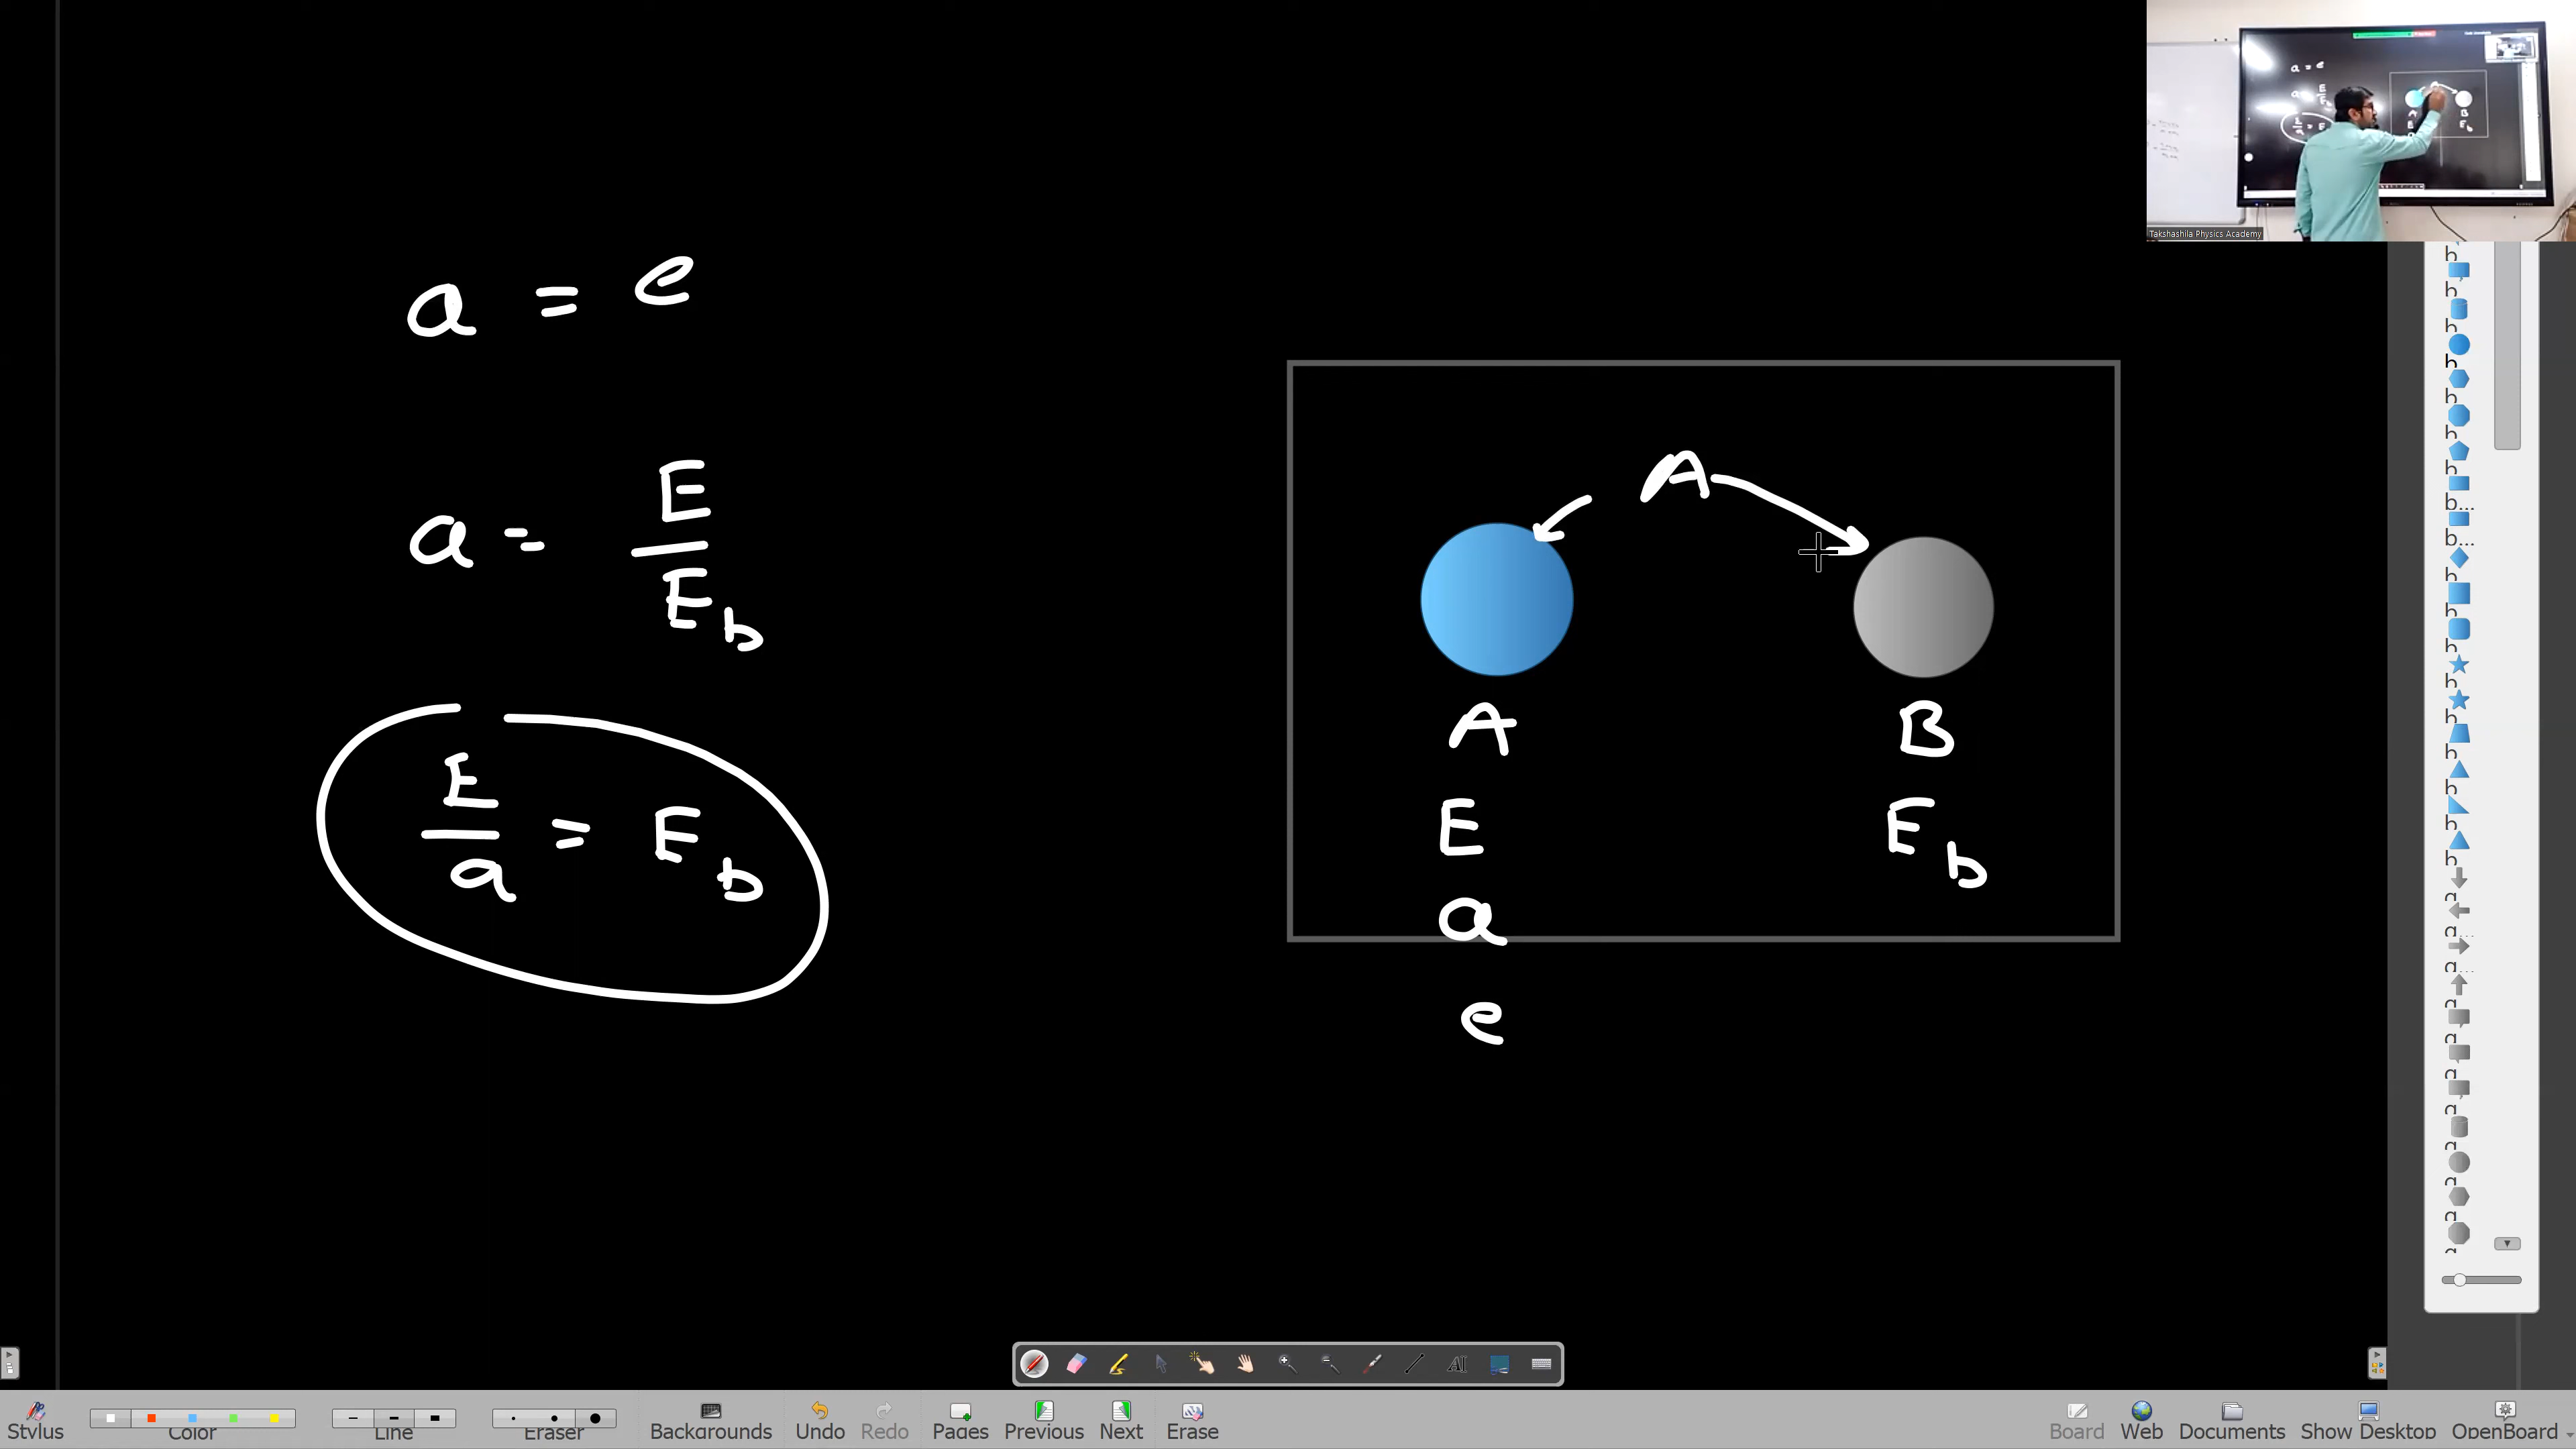 a = e
a = E / E_b
E / a = E_b
A
A B
E E_b
a
e
Takshashila Physics Academy
Stylus Color Line Eraser Backgrounds Undo Redo Pages Previous Next Erase Board Web Documents Show Desktop OpenBoard